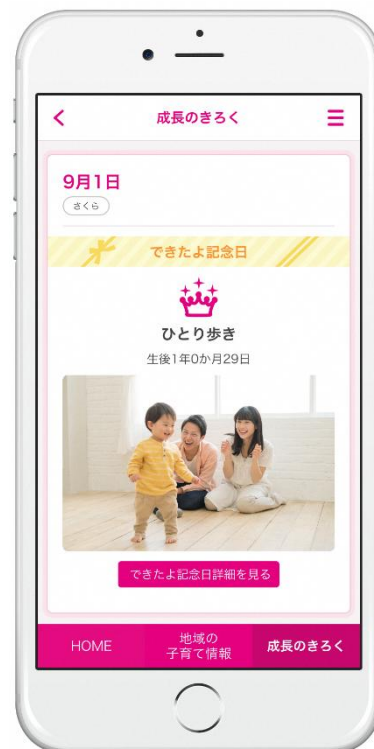 成長のきろく
9月1日
さくら
できたよ記念日
ひとり歩き
生後1年0か月29日
できたよ記念日詳細を見る
HOME
地域の
子育て情報
成長のきろく